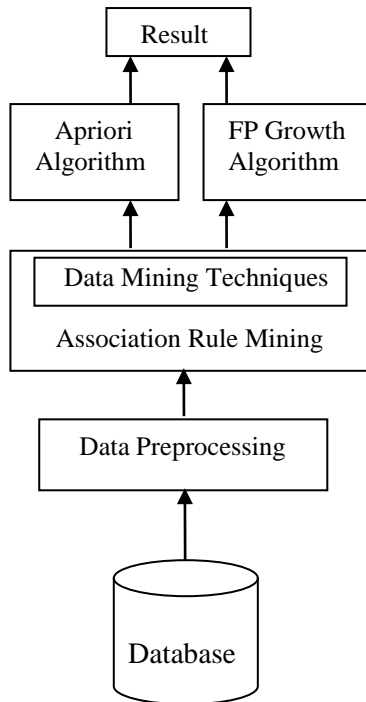 Result
Apriori
Algorithm
FP Growth
Algorithm
Data Mining Techniques
Association Rule Mining
Data Preprocessing
Database